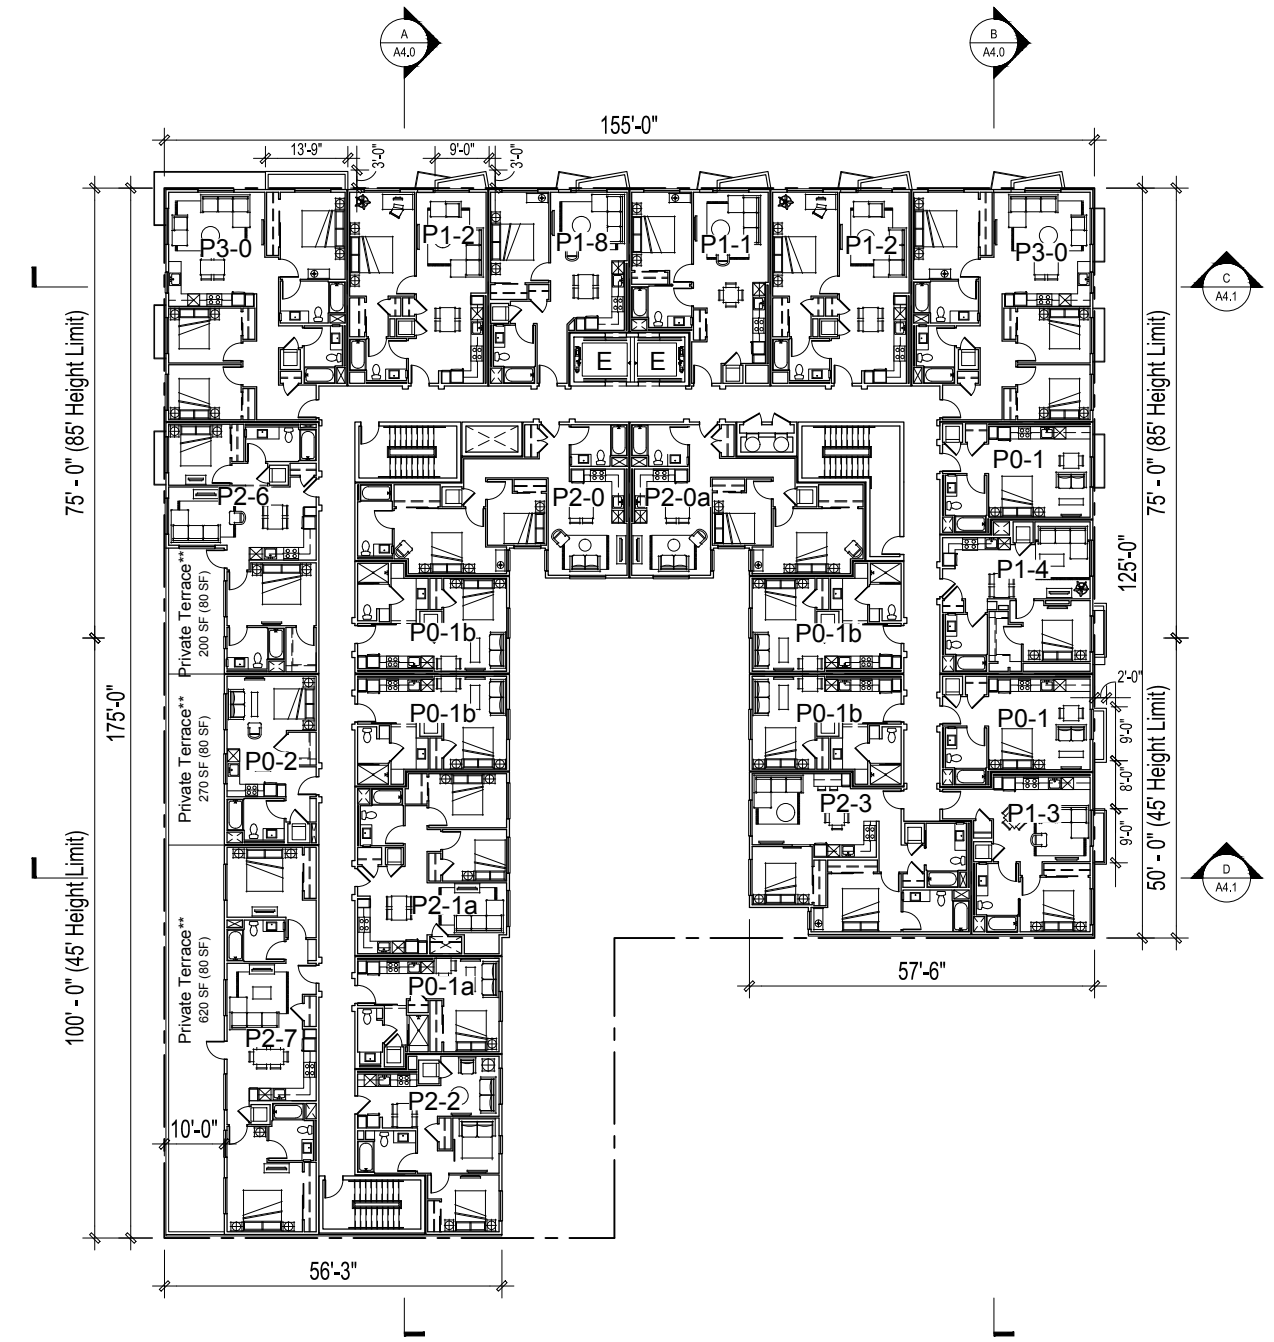 A
A4.0
B
A4.0
155'-0"
13'-9"
3'-0"
9'-0"
3'-0"
P3-0
P1-2
P1-8
P1-1
P1-2
P3-0
C
A4.1
E
E
75' - 0" (85' Height Limit)
75' - 0" (85' Height Limit)
P0-1
P2-6
P2-0
P2-0a
P1-4
125'-0"
Private Terrace**
200 SF (80 SF)
P0-1b
P0-1b
175'-0"
2'-0"
Private Terrace**
270 SF (80 SF)
P0-1b
P0-1b
P0-1
9'-0"
P0-2
8'-0"
P2-3
P1-3
9'-0"
50' - 0" (45' Height Limit)
D
A4.1
100' - 0" (45' Height Limit)
P2-1a
Private Terrace**
620 SF (80 SF)
57'-6"
P0-1a
P2-7
P2-2
10'-0"
56'-3"